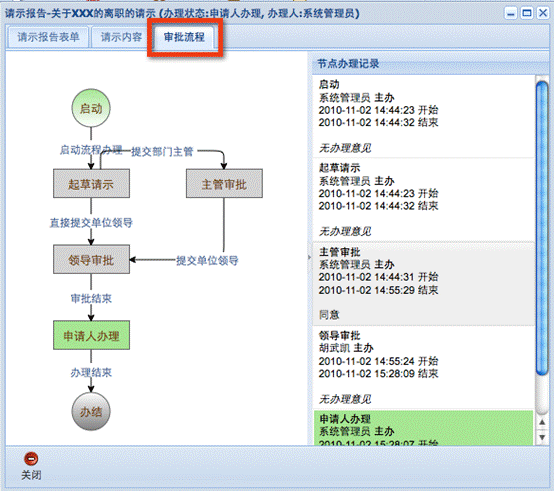 请示报告-关于XXX的离职的请示 (办理状态:申请人办理, 办理人:系统管理员)
请示报告表单
请示内容
审批流程
启动
启动流程办理
提交部门主管
起草请示
主管审批
直接提交单位领导
领导审批
提交单位领导
审批结束
申请人办理
办理结束
办结
节点办理记录
启动
系统管理员 主办
2010-11-02 14:44:23 开始
2010-11-02 14:44:32 结束
无办理意见
起草请示
系统管理员 主办
2010-11-02 14:44:23 开始
2010-11-02 14:44:32 结束
无办理意见
主管审批
系统管理员 主办
2010-11-02 14:44:31 开始
2010-11-02 14:55:29 结束
同意
领导审批
胡武凯 主办
2010-11-02 14:55:24 开始
2010-11-02 15:28:09 结束
无办理意见
申请人办理
系统管理员 主办
2010-11-02 15:28:07 开始
关闭